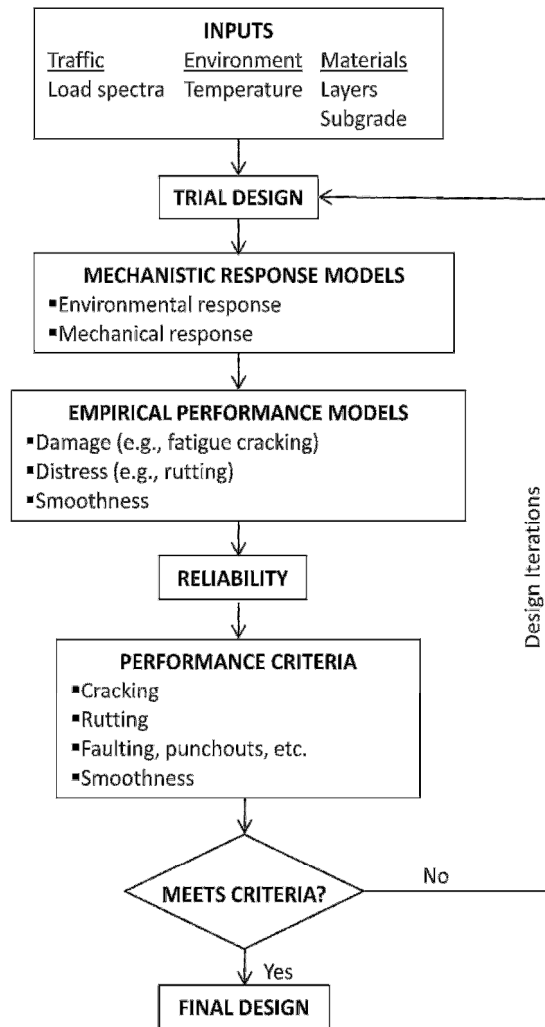 INPUTS
Traffic Environment Materials
Load spectra Temperature Layers
Subgrade
TRIAL DESIGN
MECHANISTIC RESPONSE MODELS
▪Environmental response
▪Mechanical response
EMPIRICAL PERFORMANCE MODELS
▪Damage (e.g., fatigue cracking)
▪Distress (e.g., rutting)
▪Smoothness
RELIABILITY
PERFORMANCE CRITERIA
▪Cracking
▪Rutting
▪Faulting, punchouts, etc.
▪Smoothness
MEETS CRITERIA?
No
Design Iterations
Yes
FINAL DESIGN